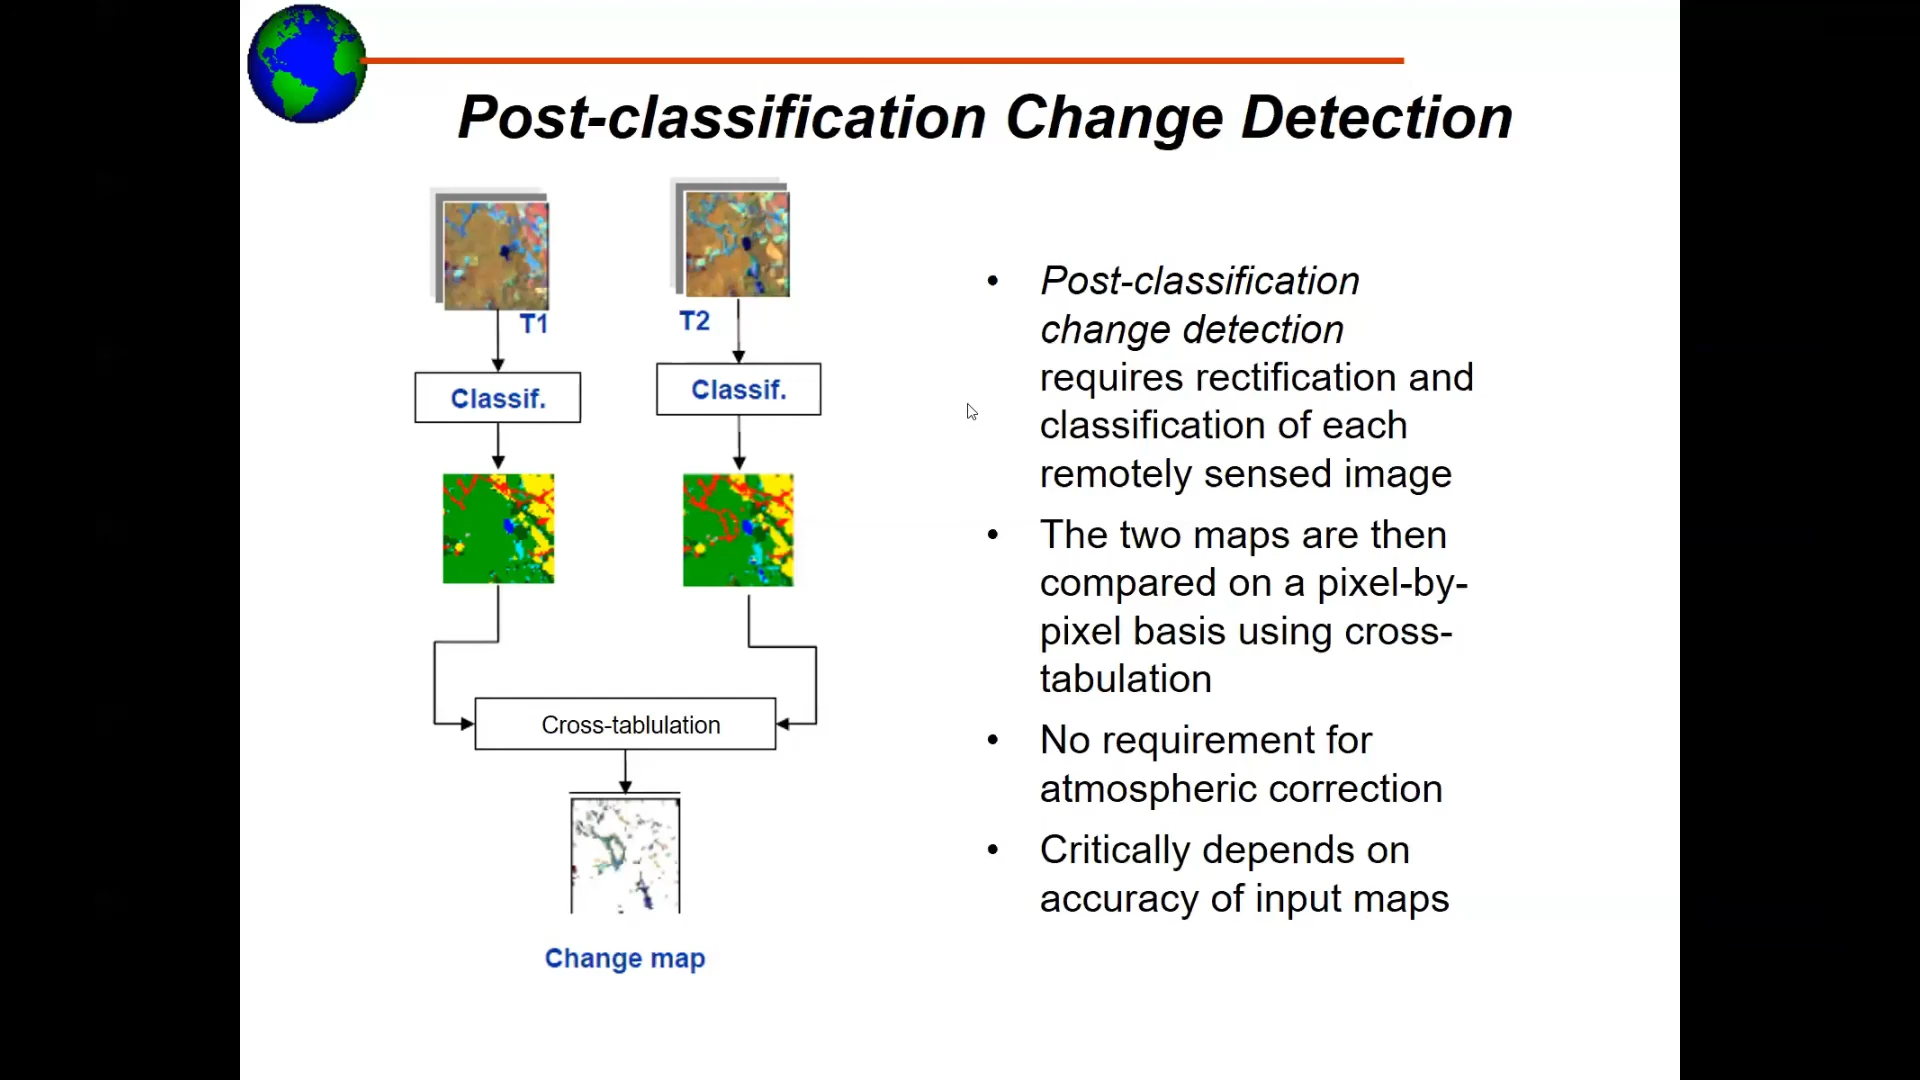 Post-classification Change Detection
T1
T2
Classif.
Classif.
Cross-tablulation
Change map
• Post-classification
change detection
requires rectification and
classification of each
remotely sensed image
• The two maps are then
compared on a pixel-by-
pixel basis using cross-
tabulation
• No requirement for
atmospheric correction
• Critically depends on
accuracy of input maps